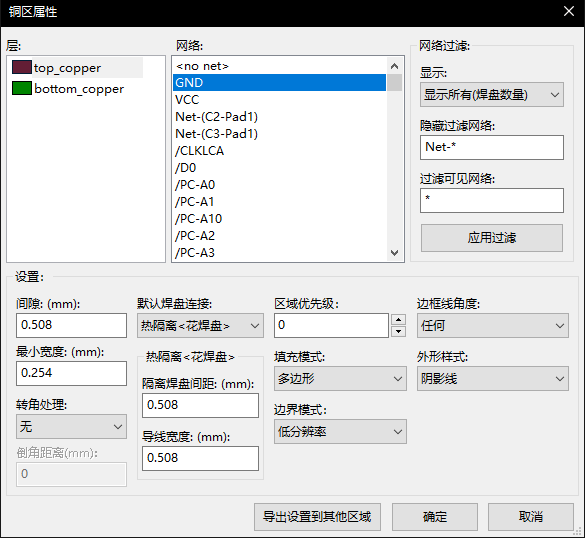 铜区属性
层:
top_copper
bottom_copper
网络:
<no net>
GND
VCC
Net-(C2-Pad1)
Net-(C3-Pad1)
/CLKLCA
/D0
/PC-A0
/PC-A1
/PC-A10
/PC-A2
/PC-A3
网络过滤:
显示:
显示所有(焊盘数量)
隐藏过滤网络:
Net-*
过滤可见网络:
*
应用过滤
设置:
间隙: (mm):
0.508
最小宽度: (mm):
0.254
转角处理:
无
倒角距离(mm):
0
默认焊盘连接:
热隔离<花焊盘>
热隔离<花焊盘>
隔离焊盘间距: (mm):
0.508
导线宽度: (mm):
0.508
区域优先级:
0
填充模式:
多边形
边界模式:
低分辨率
边框线角度:
任何
外形样式:
阴影线
导出设置到其他区域
确定
取消